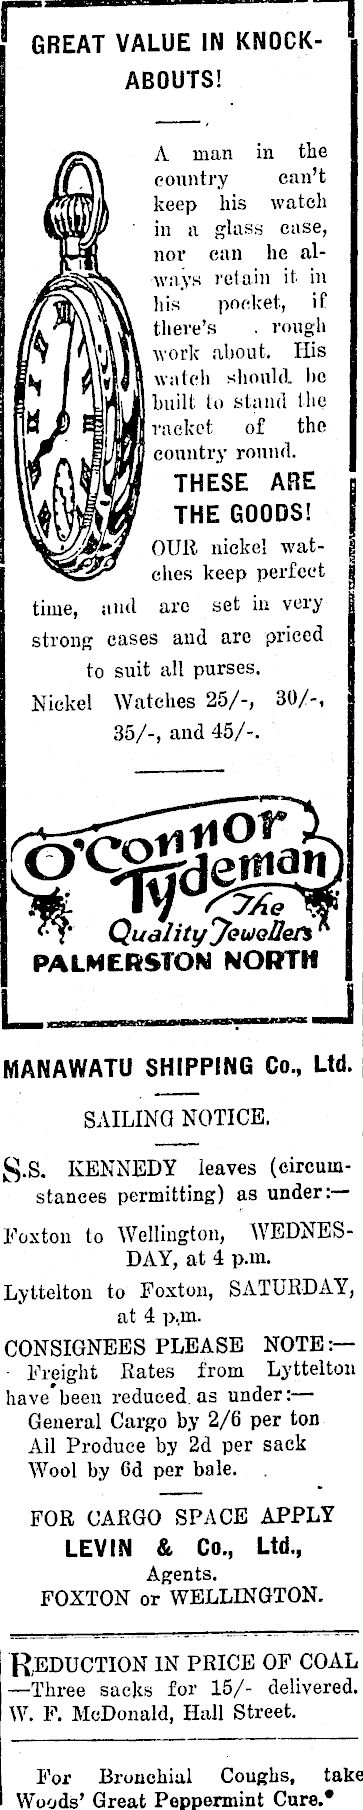 GREAT VALUE IN KNOCK-
ABOUTS!
A man in the
country can't
keep his watch
in a glass case,
nor can he al-
ways retain it in
his pocket, if
there's rough
work about. His
watch should be
built to stand the
racket of the
country round.
THESE ARE
THE GOODS!
OUR nickel wat-
ches keep perfect
time, and are set in very
strong cases and are priced
to suit all purses.
Nickel Watches 25/-, 30/-,
35/-, and 45/-.
O'Connor
Tydeman
The
Quality Jewellers
PALMERSTON NORTH
MANAWATU SHIPPING Co., Ltd.
SAILING NOTICE.
S.S. KENNEDY leaves (circum-
stances permitting) as under:—
Foxton to Wellington, WEDNES-
DAY, at 4 p.m.
Lyttelton to Foxton, SATURDAY,
at 4 p.m.
CONSIGNEES PLEASE NOTE:—
Freight Rates from Lyttelton
have been reduced as under:—
General Cargo by 2/6 per ton
All Produce by 2d per sack
Wool by 6d per bale.
FOR CARGO SPACE APPLY
LEVIN & Co., Ltd.,
Agents.
FOXTON or WELLINGTON.
REDUCTION IN PRICE OF COAL
—Three sacks for 15/- delivered.
W. F. McDonald, Hall Street.
For Bronchial Coughs, take
Woods' Great Peppermint Cure.*